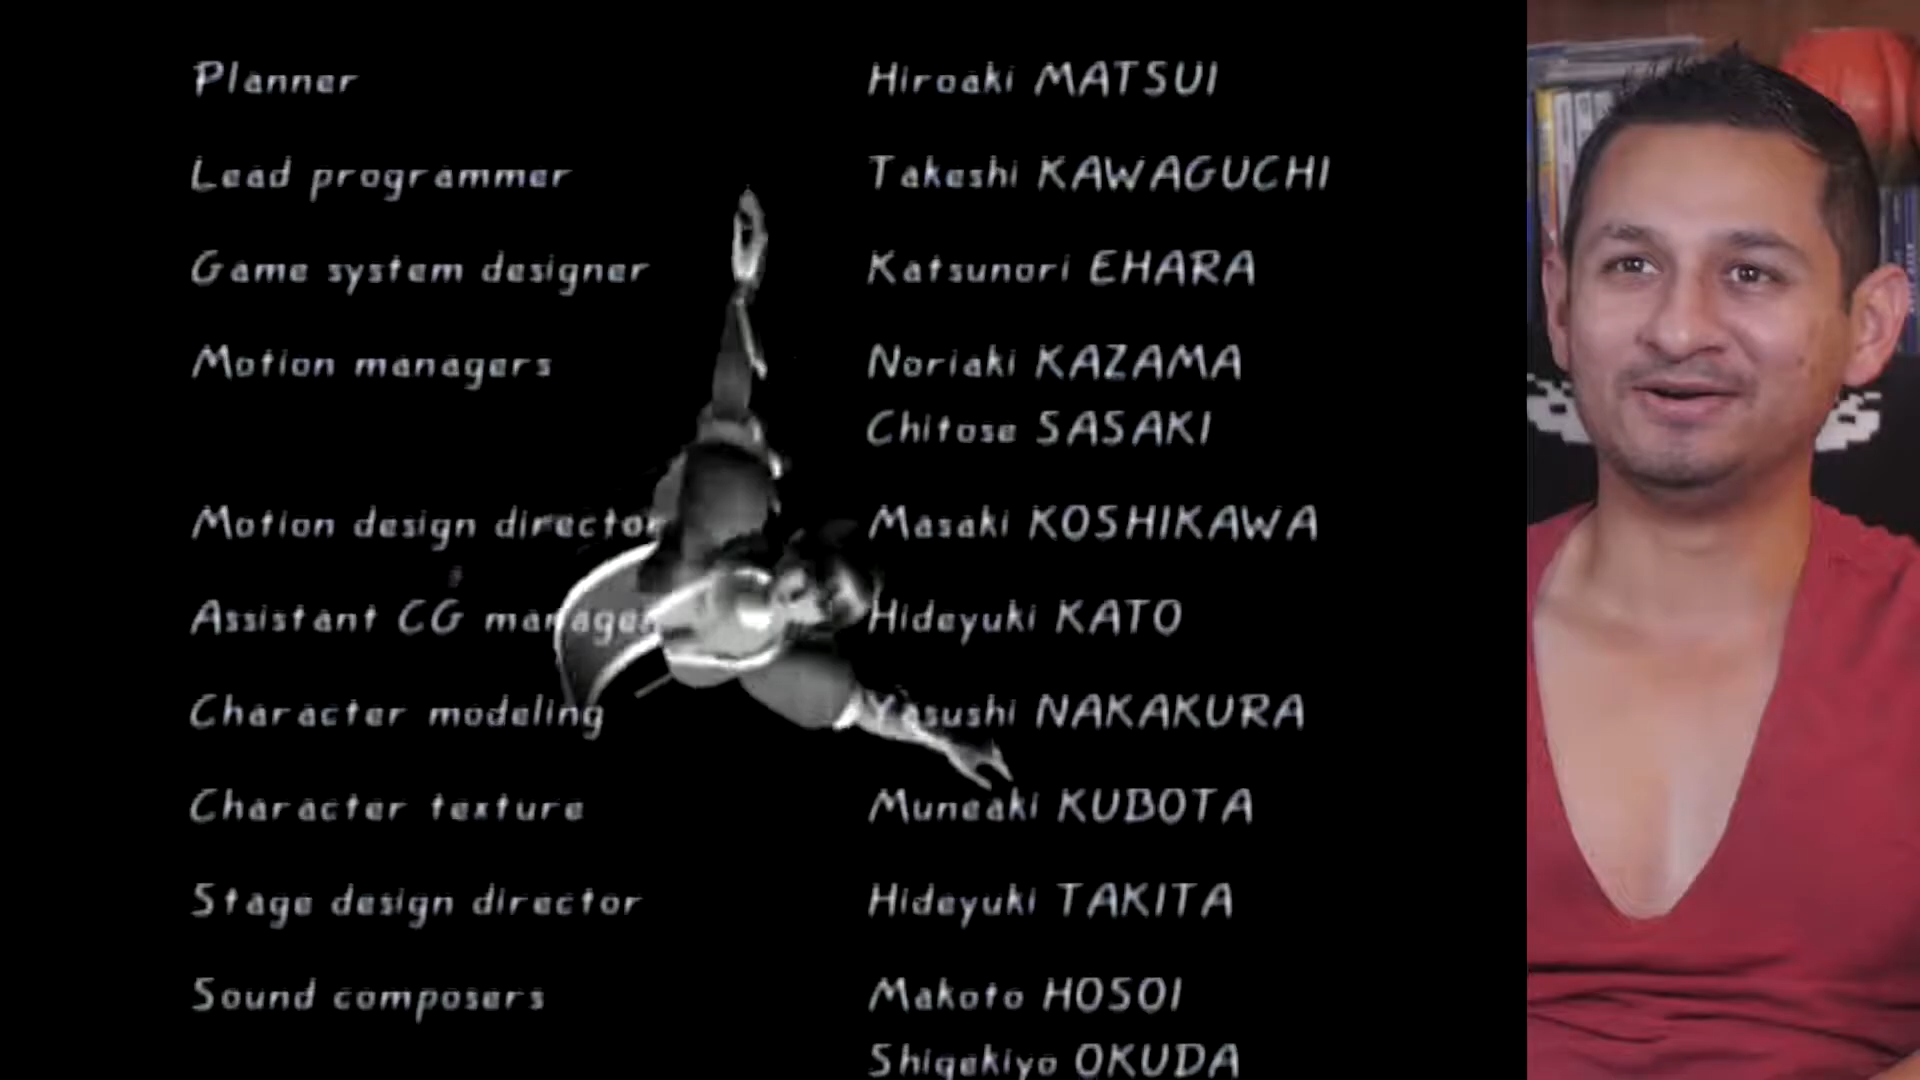 Planner Hiroaki MATSUI
Lead programmer Takeshi KAWAGUCHI
Game system designer Katsunori EHARA
Motion managers Noriaki KAZAMA
Chitose SASAKI
Motion design director Masaki KOSHIKAWA
Assistant CG manager Hideyuki KATO
Character modeling Yasushi NAKAKURA
Character texture Muneaki KUBOTA
Stage design director Hideyuki TAKITA
Sound composers Makoto HOSOI
Shigekiyo OKUDA